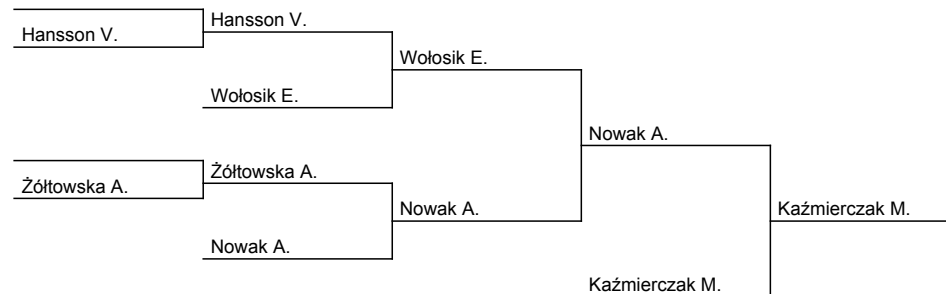 Hansson V.
Hansson V.
Wołosik E.
Wołosik E.
Nowak A.
Żółtowska A.
Żółtowska A.
Nowak A.
Kaźmierczak M.
Nowak A.
Kaźmierczak M.